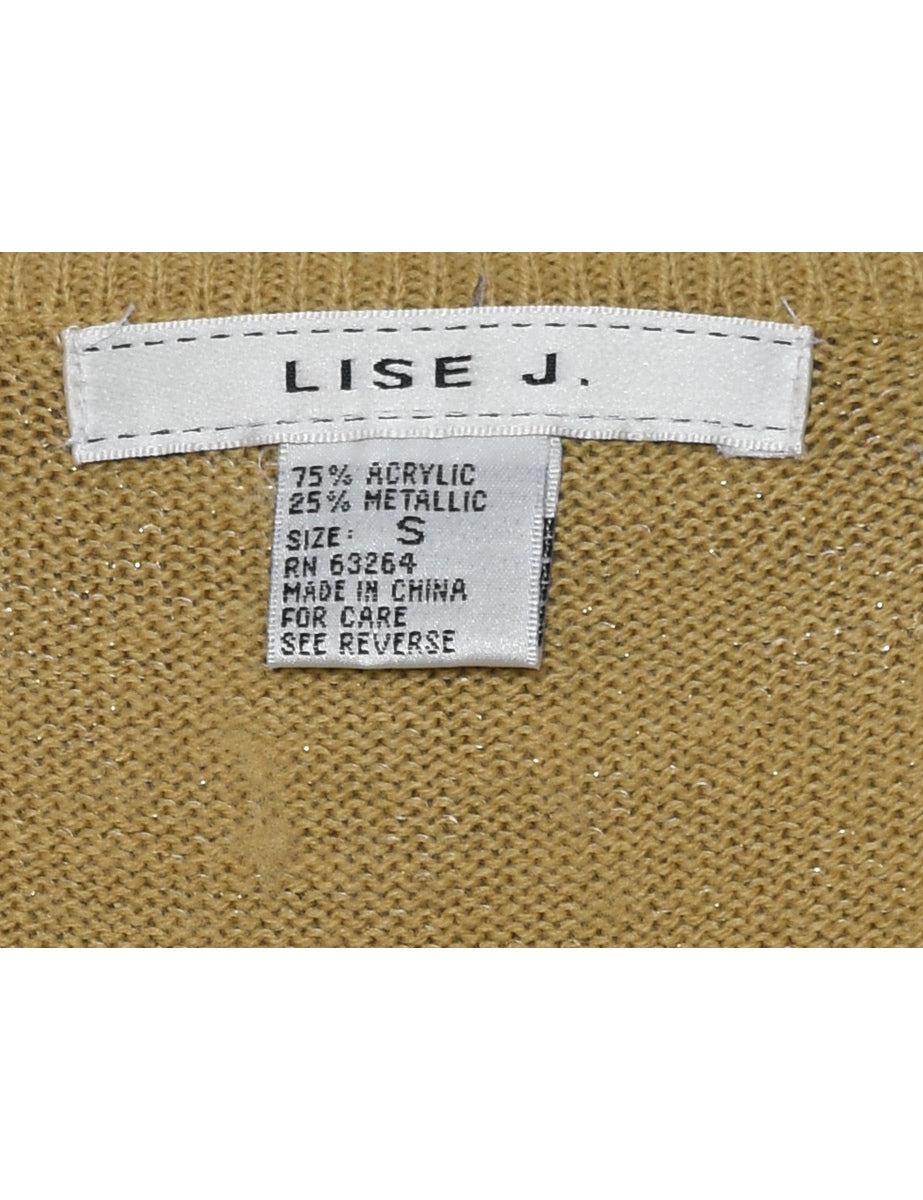 LISE J.
75% ACRYLIC
25% METALLIC
SIZE: S
RN 63264
MADE IN CHINA
FOR CARE
SEE REVERSE